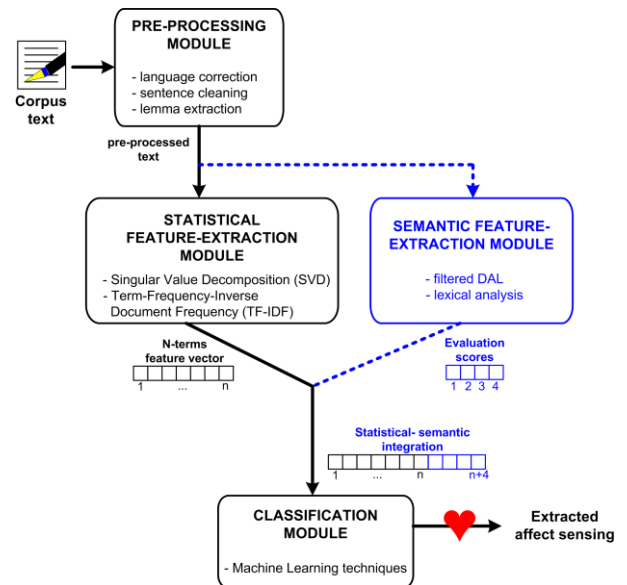 PRE-PROCESSING
MODULE
- language correction
- sentence cleaning
- lemma extraction
Corpus
text
pre-processed
text
STATISTICAL
FEATURE-EXTRACTION
MODULE
- Singular Value Decomposition (SVD)
- Term-Frequency-Inverse
Document Frequency (TF-IDF)
SEMANTIC FEATURE-
EXTRACTION MODULE
- filtered DAL
- lexical analysis
N-terms
feature vector
1 ... n
Evaluation
scores
1 2 3 4
Statistical- semantic
integration
1 ... n n+4
CLASSIFICATION
MODULE
- Machine Learning techniques
Extracted
affect sensing